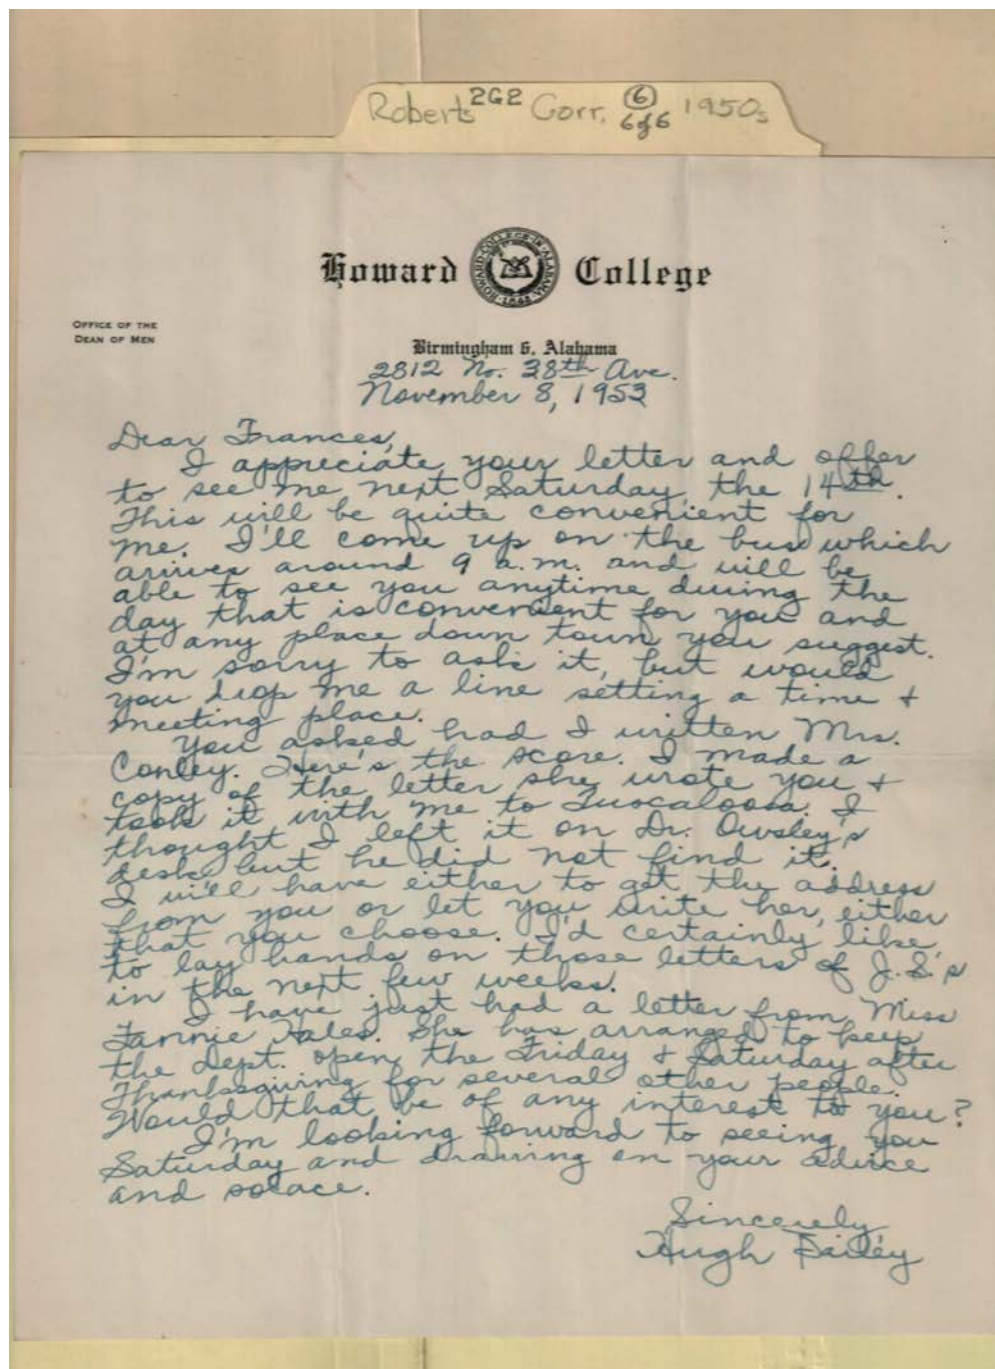 Roberts 2G2 Corr. 6 1950s
6 of 6
Howard College
HOWARD COLLEGE IN ALABAMA
OFFICE OF THE
DEAN OF MEN
Birmingham 6, Alabama
2812 No. 38th Ave.
November 8, 1953
Dear Frances,
I appreciate your letter and offer
to see me next Saturday, the 14th.
This will be quite convenient for
me. I'll come up on the bus which
arrives around 9 a.m. and will be
able to see you anytime during the
day that is convenient for you and
at any place down town you suggest.
I'm sorry to ask it, but would
you drop me a line setting a time +
meeting place.
You asked had I written Mrs.
Conley. Here's the score. I made a
copy of the letter she wrote you +
took it with me to Tuscaloosa. I
thought I left it on Dr. Owsley's
desk but he did not find it.
I will have either to get the address
from you or let you write her, either
that you choose. I'd certainly like
to lay hands on those letters of J.S.'s
in the next few weeks.
I have just had a letter from Miss
Fannie She has arranged to keep
the Dept. open the Friday + Saturday after
Thanksgiving for several other people.
Would that be of any interest to you?
I'm looking forward to seeing you
Saturday and drawing on your advice
and solace.
Sincerely
Hugh Bailey